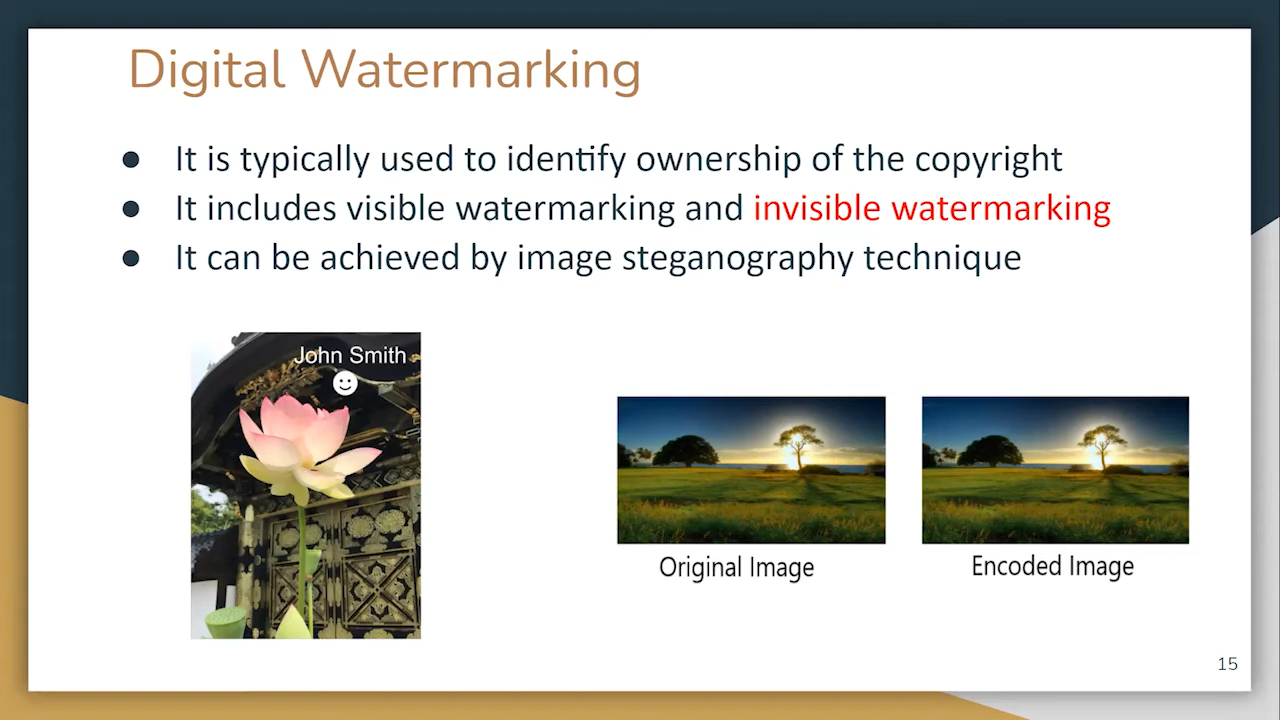 Digital Watermarking
● It is typically used to identify ownership of the copyright
● It includes visible watermarking and invisible watermarking
● It can be achieved by image steganography technique
John Smith
Original Image
Encoded Image
15